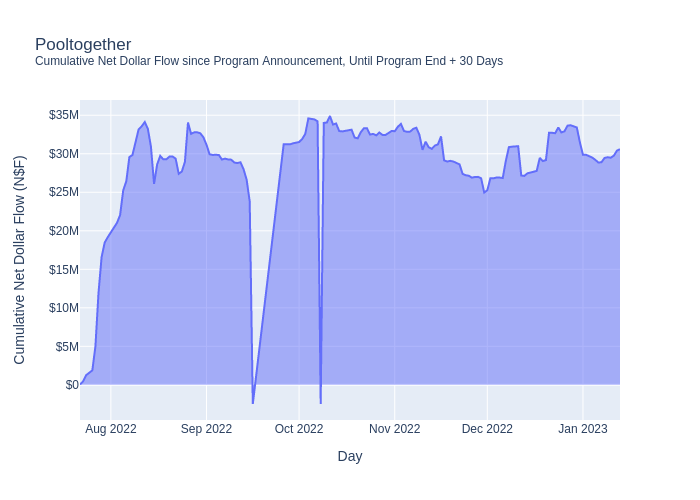 Pooltogether
Cumulative Net Dollar Flow since Program Announcement, Until Program End + 30 Days
Cumulative Net Dollar Flow (N$F)
$35M
$30M
$25M
$20M
$15M
$10M
$5M
$0
Aug 2022 Sep 2022 Oct 2022 Nov 2022 Dec 2022 Jan 2023
Day